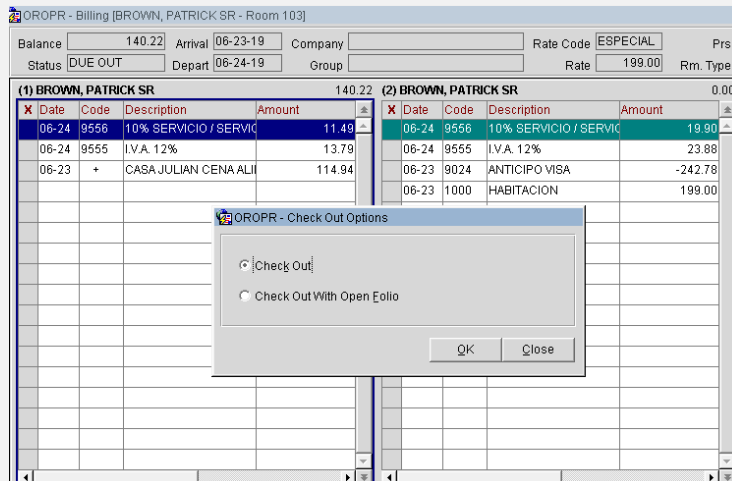 OROPR - Billing [BROWN, PATRICK SR - Room 103]
Balance 140.22 Arrival 06-23-19 Company Rate Code ESPECIAL Prs
Status DUE OUT Depart 06-24-19 Group Rate 199.00 Rm. Type
(1) BROWN, PATRICK SR 140.22 (2) BROWN, PATRICK SR 0.00
X Date Code Description Amount X Date Code Description Amount
06-24 9556 10% SERVICIO / SERVIC 11.49 06-24 9556 10% SERVICIO / SERVIC 19.90
06-24 9555 I.V.A. 12% 13.79 06-24 9555 I.V.A. 12% 23.88
06-23 + CASA JULIAN CENA ALI 114.94 06-23 9024 ANTICIPO VISA -242.78
06-23 1000 HABITACION 199.00
OROPR - Check Out Options
Check Out
Check Out With Open Folio
OK Close